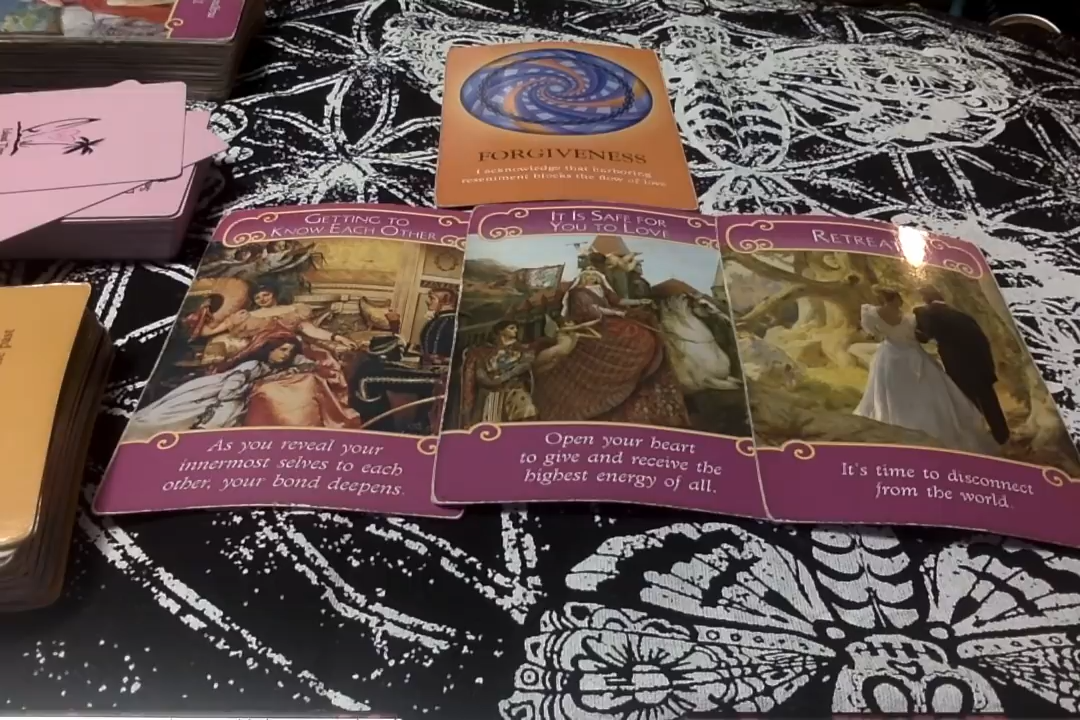 FORGIVENESS
I acknowledge that harboring
resentment blocks the flow of love
GETTING TO
KNOW EACH OTHER
As you reveal your
innermost selves to each
other, your bond deepens.
IT IS SAFE FOR
YOU TO LOVE
Open your heart
to give and receive the
highest energy of all.
RETREAT
It's time to disconnect
from the world.